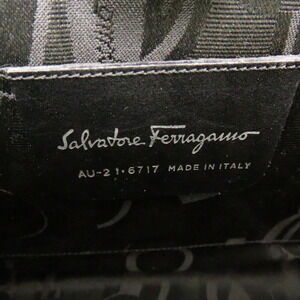 Salvatore Ferragamo
AU-21·6717 MADE IN ITALY